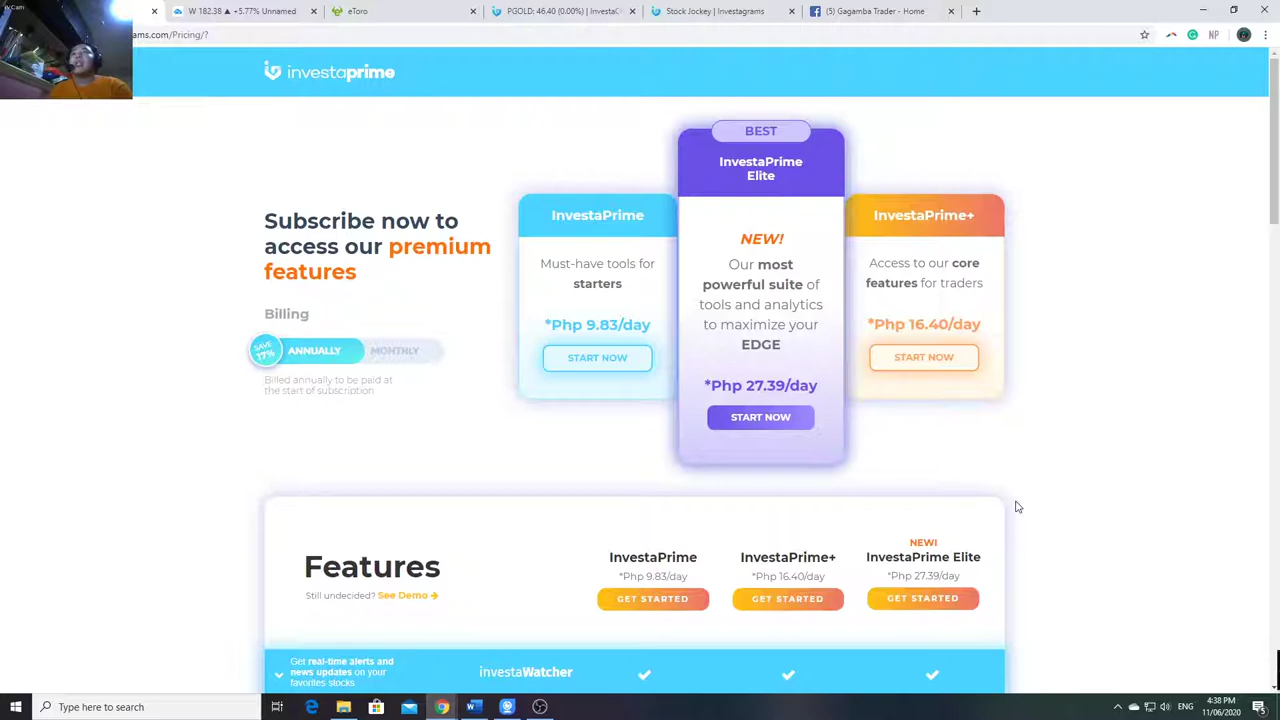 W 182.38 ▲ +5.77% Unnamed
eToro
PGOLD: 46.40 (0.00%) | InvestaC
Stock Jockey | Investagrams
(5) Gagamba Trader - Home
ams.com/Pricing/?
NP
investaprime
BEST
InvestaPrime
Elite
InvestaPrime
InvestaPrime+
Subscribe now to
access our premium
features
Must-have tools for
starters
NEW!
Our most
powerful suite of
tools and analytics
to maximize your
EDGE
Access to our core
features for traders
Billing
SAVE
17%
ANNUALLY
MONTHLY
Billed annually to be paid at
the start of subscription
*Php 9.83/day
START NOW
*Php 27.39/day
START NOW
*Php 16.40/day
START NOW
Features
Still undecided? See Demo →
InvestaPrime
*Php 9.83/day
GET STARTED
InvestaPrime+
*Php 16.40/day
GET STARTED
NEW!
InvestaPrime Elite
*Php 27.39/day
GET STARTED
Get real-time alerts and
news updates on your
favorites stocks
investaWatcher
Type here to search
ENG
4:38 PM
11/06/2020
5